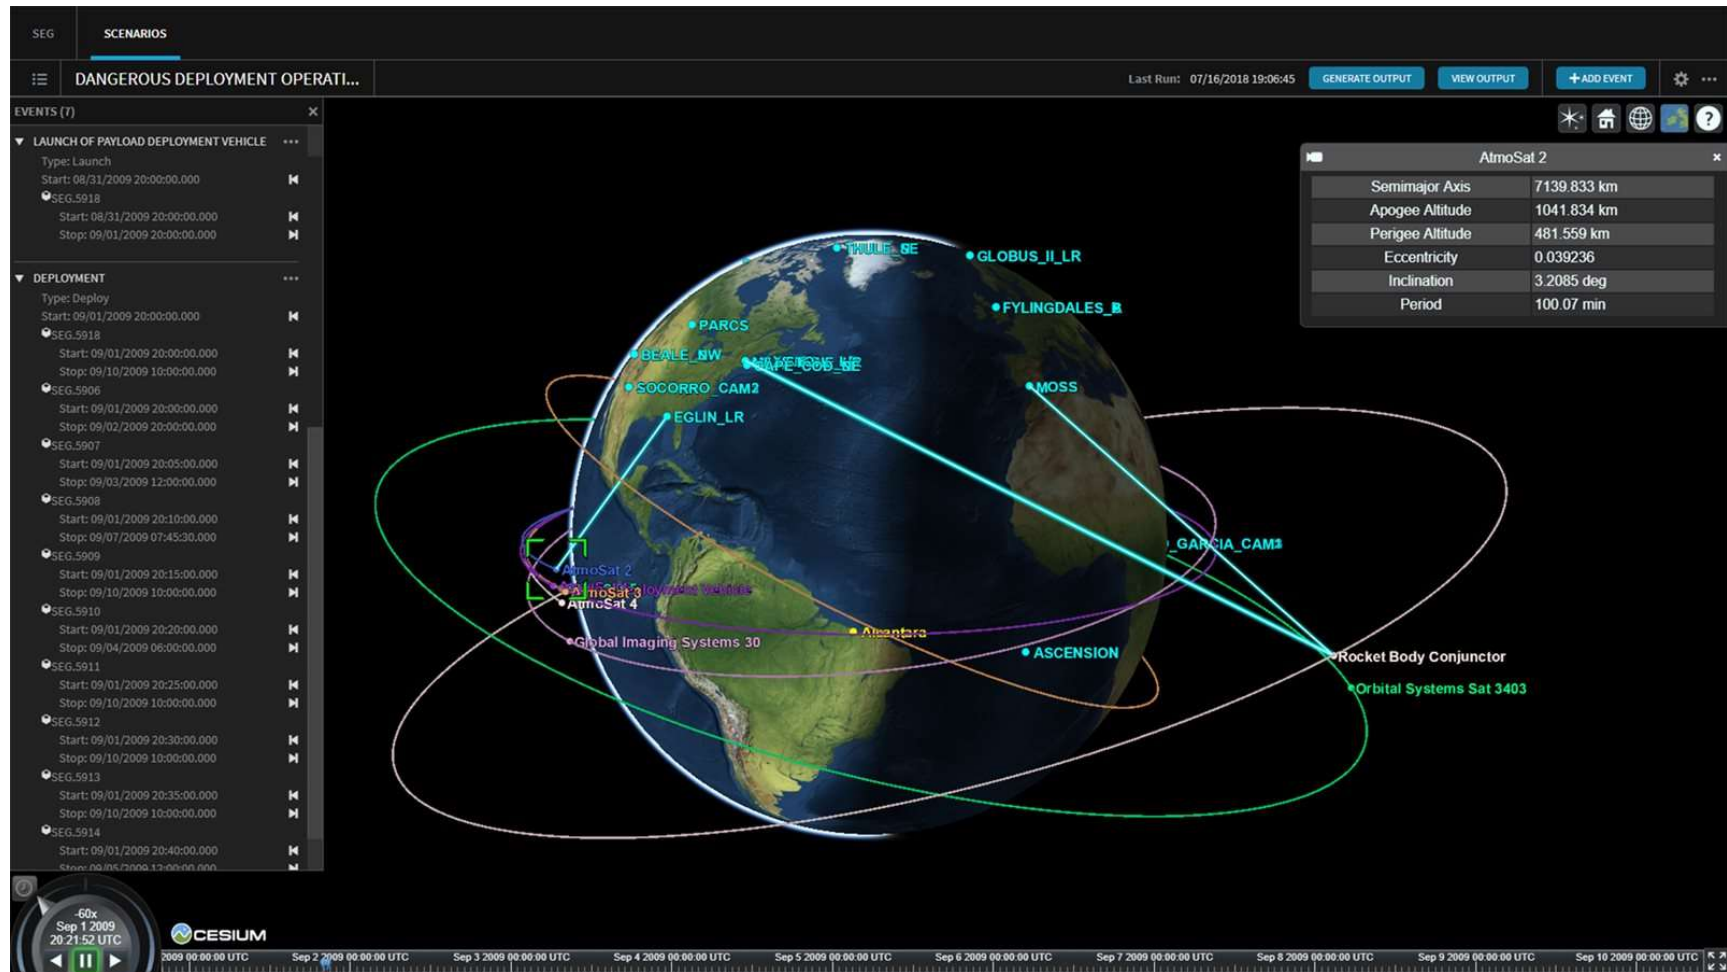 SEG SCENARIOS
DANGEROUS DEPLOYMENT OPERATI...
Last Run: 07/16/2018 19:06:45
GENERATE OUTPUT
VIEW OUTPUT
+ADD EVENT
EVENTS (7)
LAUNCH OF PAYLOAD DEPLOYMENT VEHICLE
Type: Launch
Start: 08/31/2009 20:00:00.000
SEG.5918
Start: 08/31/2009 20:00:00.000
Stop: 09/01/2009 20:00:00.000
DEPLOYMENT
Type: Deploy
Start: 09/01/2009 20:00:00.000
SEG.5918
Start: 09/01/2009 20:00:00.000
Stop: 09/10/2009 10:00:00.000
SEG.5906
Start: 09/01/2009 20:00:00.000
Stop: 09/02/2009 20:00:00.000
SEG.5907
Start: 09/01/2009 20:05:00.000
Stop: 09/03/2009 12:00:00.000
SEG.5908
Start: 09/01/2009 20:10:00.000
Stop: 09/07/2009 07:45:30.000
SEG.5909
Start: 09/01/2009 20:15:00.000
Stop: 09/10/2009 10:00:00.000
SEG.5910
Start: 09/01/2009 20:20:00.000
Stop: 09/04/2009 06:00:00.000
SEG.5911
Start: 09/01/2009 20:25:00.000
Stop: 09/10/2009 10:00:00.000
SEG.5912
Start: 09/01/2009 20:30:00.000
Stop: 09/10/2009 10:00:00.000
SEG.5913
Start: 09/01/2009 20:35:00.000
Stop: 09/10/2009 10:00:00.000
SEG.5914
Start: 09/01/2009 20:40:00.000
Stop: 09/05/2009 12:00:00.000
AtmoSat 2
Semimajor Axis 7139.833 km
Apogee Altitude 1041.834 km
Perigee Altitude 481.559 km
Eccentricity 0.039236
Inclination 3.2085 deg
Period 100.07 min
GLOBUS_II_LR
PARCS
MOSS
EGLIN_LR
AtmoSat 2
AtmoSat 4
Global Imaging Systems 30
Alcantara
ASCENSION
Rocket Body Conjunctor
Orbital Systems Sat 3403
-60x
Sep 1 2009
20:21:52 UTC
CESIUM
2009 00:00:00 UTC
Sep 2 2009 00:00:00 UTC
Sep 3 2009 00:00:00 UTC
Sep 4 2009 00:00:00 UTC
Sep 5 2009 00:00:00 UTC
Sep 6 2009 00:00:00 UTC
Sep 7 2009 00:00:00 UTC
Sep 8 2009 00:00:00 UTC
Sep 9 2009 00:00:00 UTC
Sep 10 2009 00:00:00 UTC